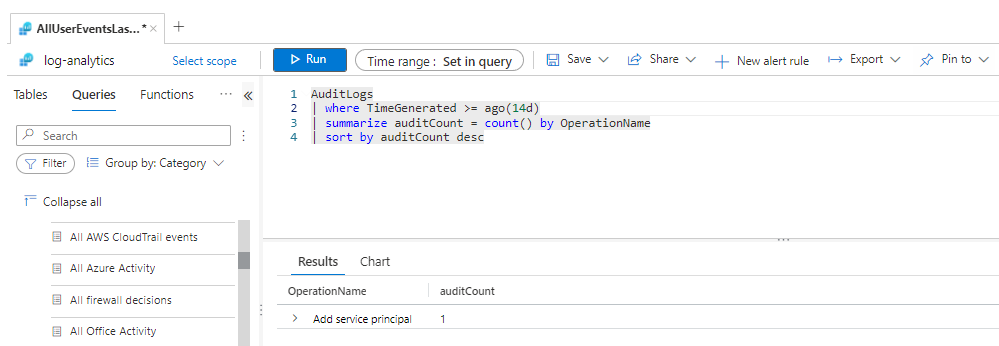 AllUserEventsLas...* × +
log-analytics Select scope Run Time range : Set in query Save Share New alert rule Export Pin to
Tables Queries Functions ... «
Search
Filter Group by: Category
Collapse all
All AWS CloudTrail events
All Azure Activity
All firewall decisions
All Office Activity
1 AuditLogs
2 | where TimeGenerated >= ago(14d)
3 | summarize auditCount = count() by OperationName
4 | sort by auditCount desc
Results Chart
OperationName auditCount
Add service principal 1